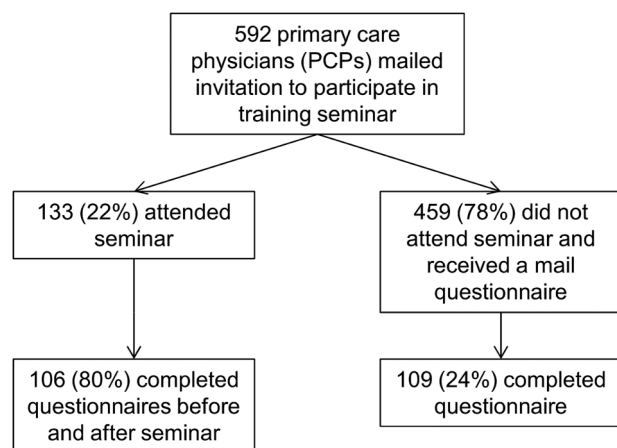 592 primary care
physicians (PCPs) mailed
invitation to participate in
training seminar
133 (22%) attended
seminar
459 (78%) did not
attend seminar and
received a mail
questionnaire
106 (80%) completed
questionnaires before
and after seminar
109 (24%) completed
questionnaire